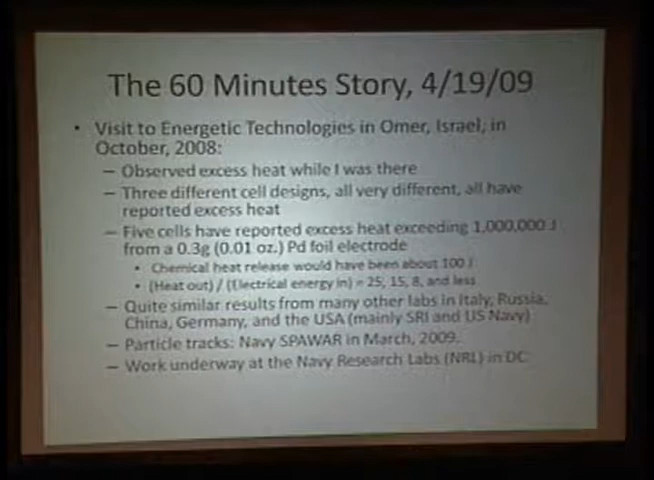 The 60 Minutes Story, 4/19/09
• Visit to Energetic Technologies in Omer, Israel, in
October, 2008:
– Observed excess heat while I was there
– Three different cell designs, all very different, all have
reported excess heat
– Five cells have reported excess heat exceeding 1,000,000 J
from a 0.3g (0.01 oz.) Pd foil electrode
• Chemical heat release would have been about 100 J
• (Heat out) / (Electrical energy in) = 25, 15, 8, and less
– Quite similar results from many other labs in Italy, Russia,
China, Germany, and the USA (mainly SRI and US Navy)
– Particle tracks: Navy SPAWAR in March, 2009.
– Work underway at the Navy Research Labs (NRL) in DC